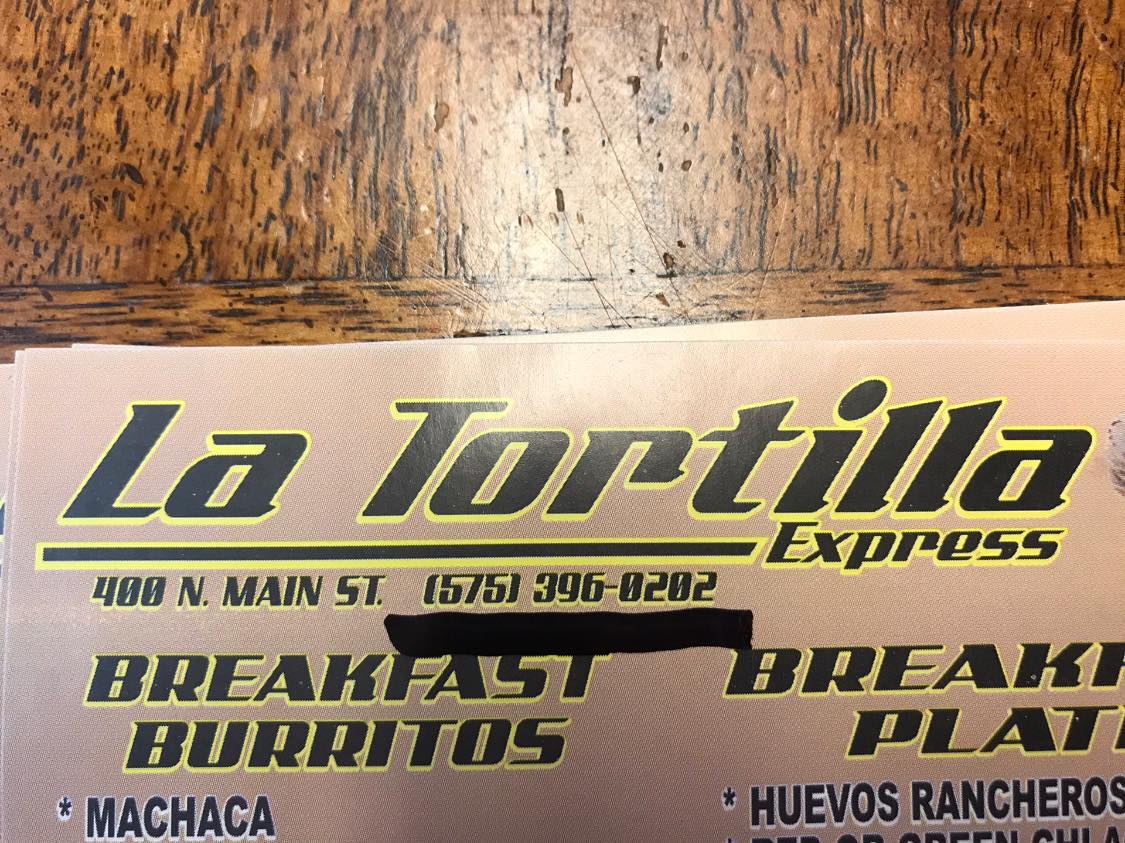 La Tortilla
Express
400 N. MAIN ST. (575) 396-0202
BREAKFAST
BURRITOS
* MACHACA
* HUEVOS RANCHEROS